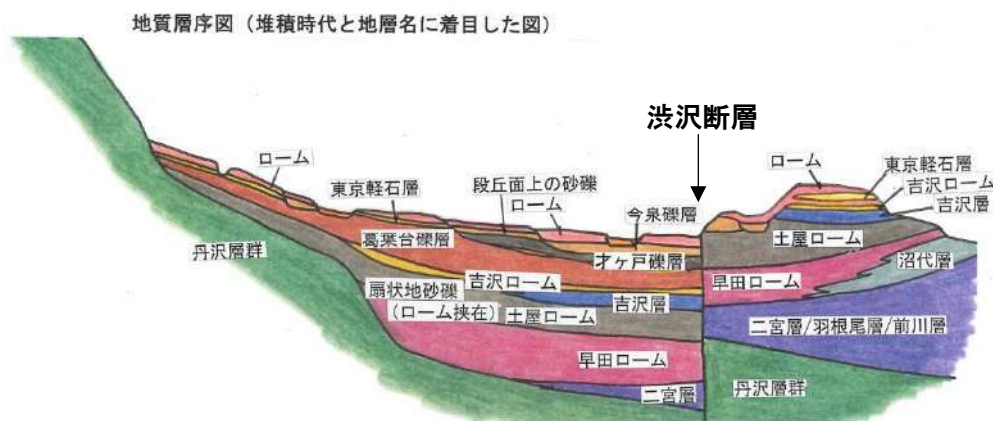 地質層序図（堆積時代と地層名に着目した図）
渋沢断層
ローム
東京軽石層
段丘面上の砂礫
ローム
今泉礫層
ローム
東京軽石層
吉沢ローム
吉沢層
丹沢層群
葛葉台礫層
才ヶ戸礫層
土屋ローム
沼代層
扇状地砂礫
（ローム挟在）
吉沢ローム
吉沢層
早田ローム
土屋ローム
二宮層/羽根尾層/前川層
早田ローム
二宮層
丹沢層群